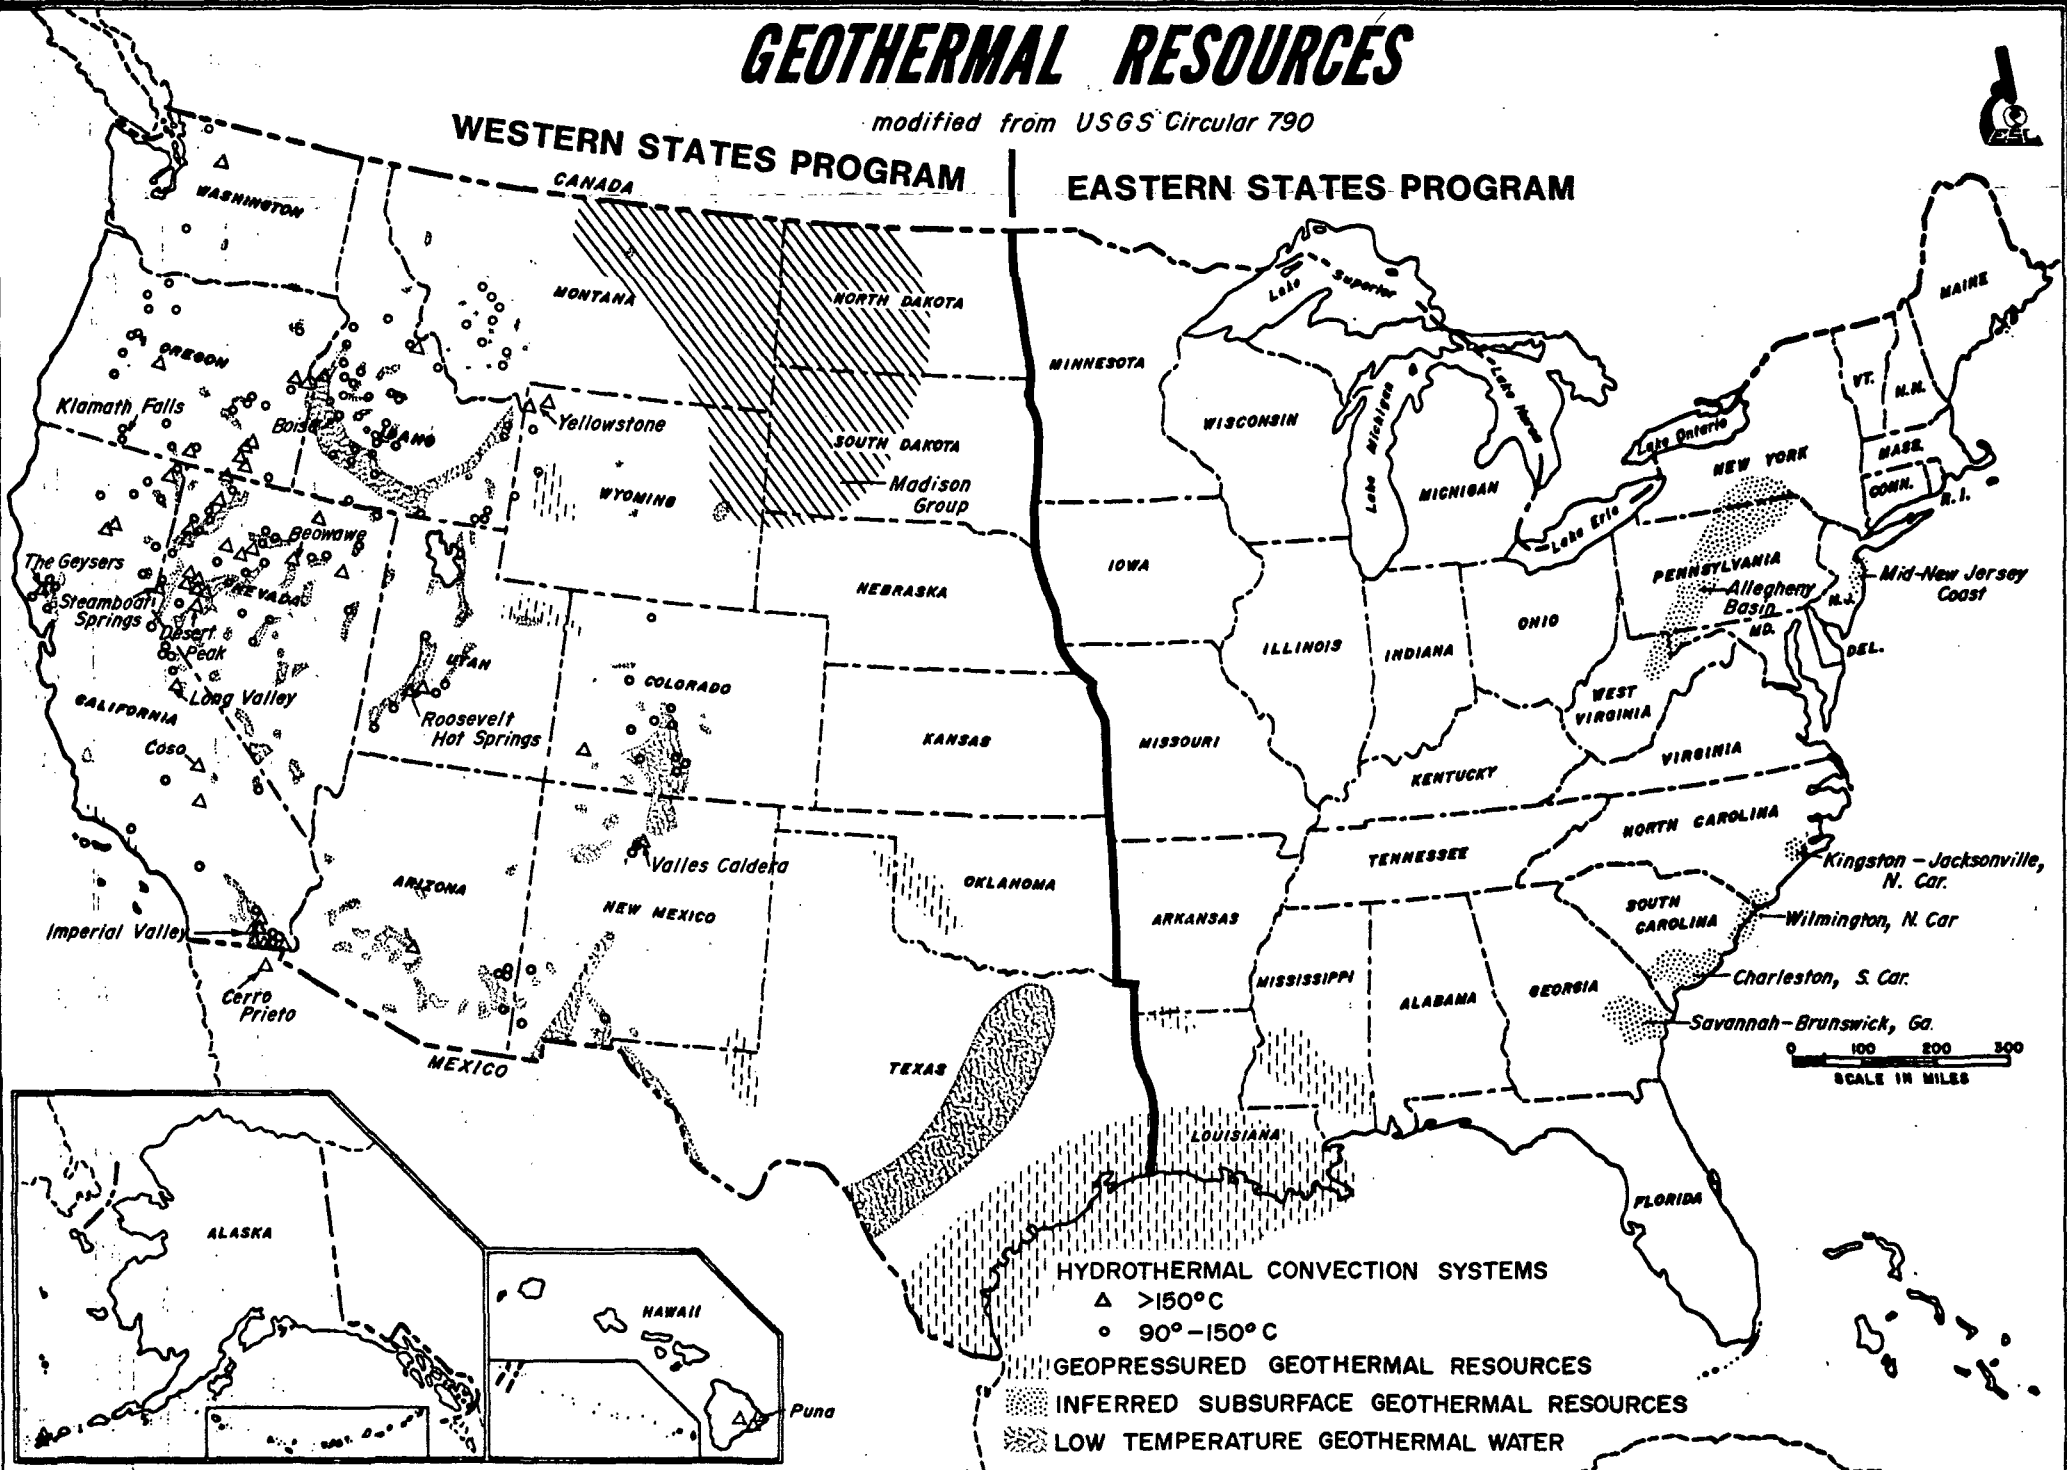 GEOTHERMAL RESOURCES
modified from USGS Circular 790
ESL
WESTERN STATES PROGRAM
EASTERN STATES PROGRAM
CANADA
WASHINGTON
MONTANA
NORTH DAKOTA
Lake Superior
MAINE
OREGON
MINNESOTA
VT.
N.H.
Klamath Falls
Boise
IDAHO
Yellowstone
SOUTH DAKOTA
WISCONSIN
Lake Michigan
Lake Huron
Lake Ontario
NEW YORK
MASS.
CONN.
R.I.
WYOMING
Madison
Group
MICHIGAN
Lake Erie
Beowawe
The Geysers
Steamboat
Springs
NEVADA
Desert
Peak
IOWA
NEBRASKA
PENNSYLVANIA
Allegheny
Basin
N.J.
Mid-New Jersey
Coast
MD.
DEL.
ILLINOIS
INDIANA
OHIO
UTAH
COLORADO
Long Valley
CALIFORNIA
Roosevelt
Hot Springs
WEST
VIRGINIA
Coso
KANSAS
MISSOURI
KENTUCKY
VIRGINIA
NORTH CAROLINA
TENNESSEE
Valles Caldera
Kingston - Jacksonville,
N. Car.
ARIZONA
NEW MEXICO
OKLAHOMA
ARKANSAS
SOUTH
CAROLINA
Wilmington, N. Car
Imperial Valley
Cerro
Prieto
MISSISSIPPI
ALABAMA
GEORGIA
Charleston, S. Car.
Savannah-Brunswick, Ga.
MEXICO
TEXAS
0 100 200 300
SCALE IN MILES
LOUISIANA
FLORIDA
ALASKA
HAWAII
Puna
HYDROTHERMAL CONVECTION SYSTEMS
>150°C
90°-150°C
GEOPRESSURED GEOTHERMAL RESOURCES
INFERRED SUBSURFACE GEOTHERMAL RESOURCES
LOW TEMPERATURE GEOTHERMAL WATER